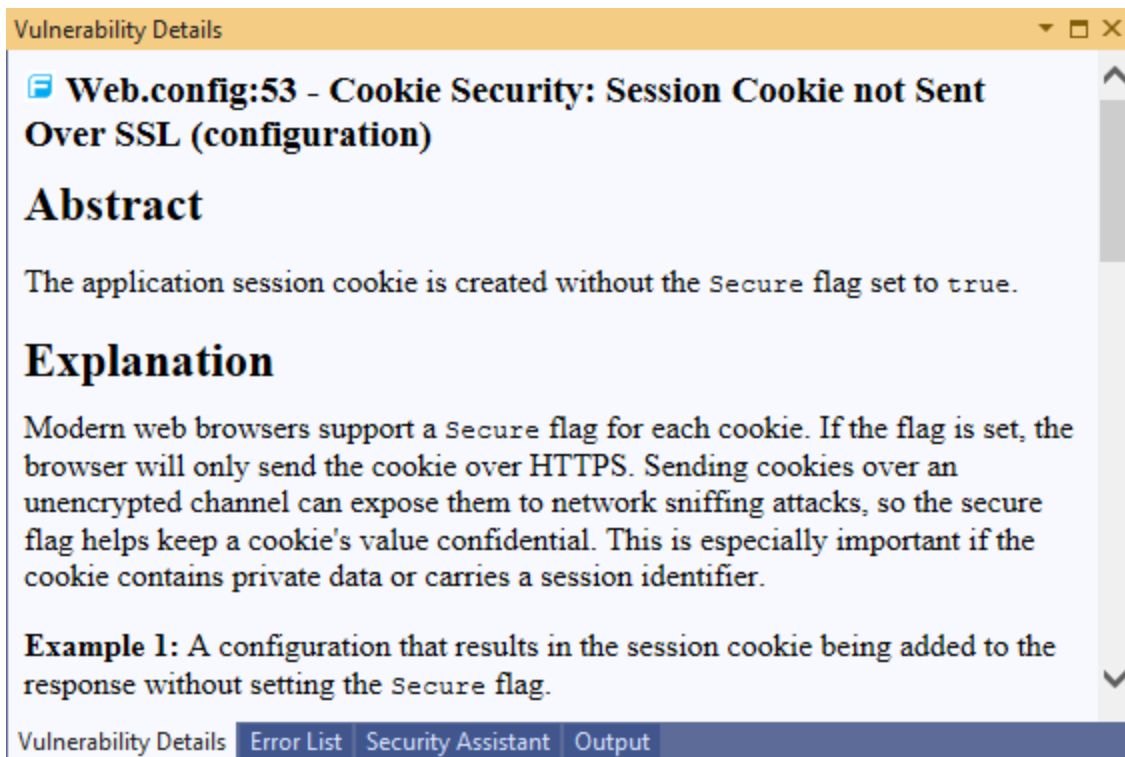 Vulnerability Details
Web.config:53 - Cookie Security: Session Cookie not Sent
Over SSL (configuration)
Abstract
The application session cookie is created without the Secure flag set to true.
Explanation
Modern web browsers support a Secure flag for each cookie. If the flag is set, the
browser will only send the cookie over HTTPS. Sending cookies over an
unencrypted channel can expose them to network sniffing attacks, so the secure
flag helps keep a cookie's value confidential. This is especially important if the
cookie contains private data or carries a session identifier.
Example 1: A configuration that results in the session cookie being added to the
response without setting the Secure flag.
Vulnerability Details Error List Security Assistant Output